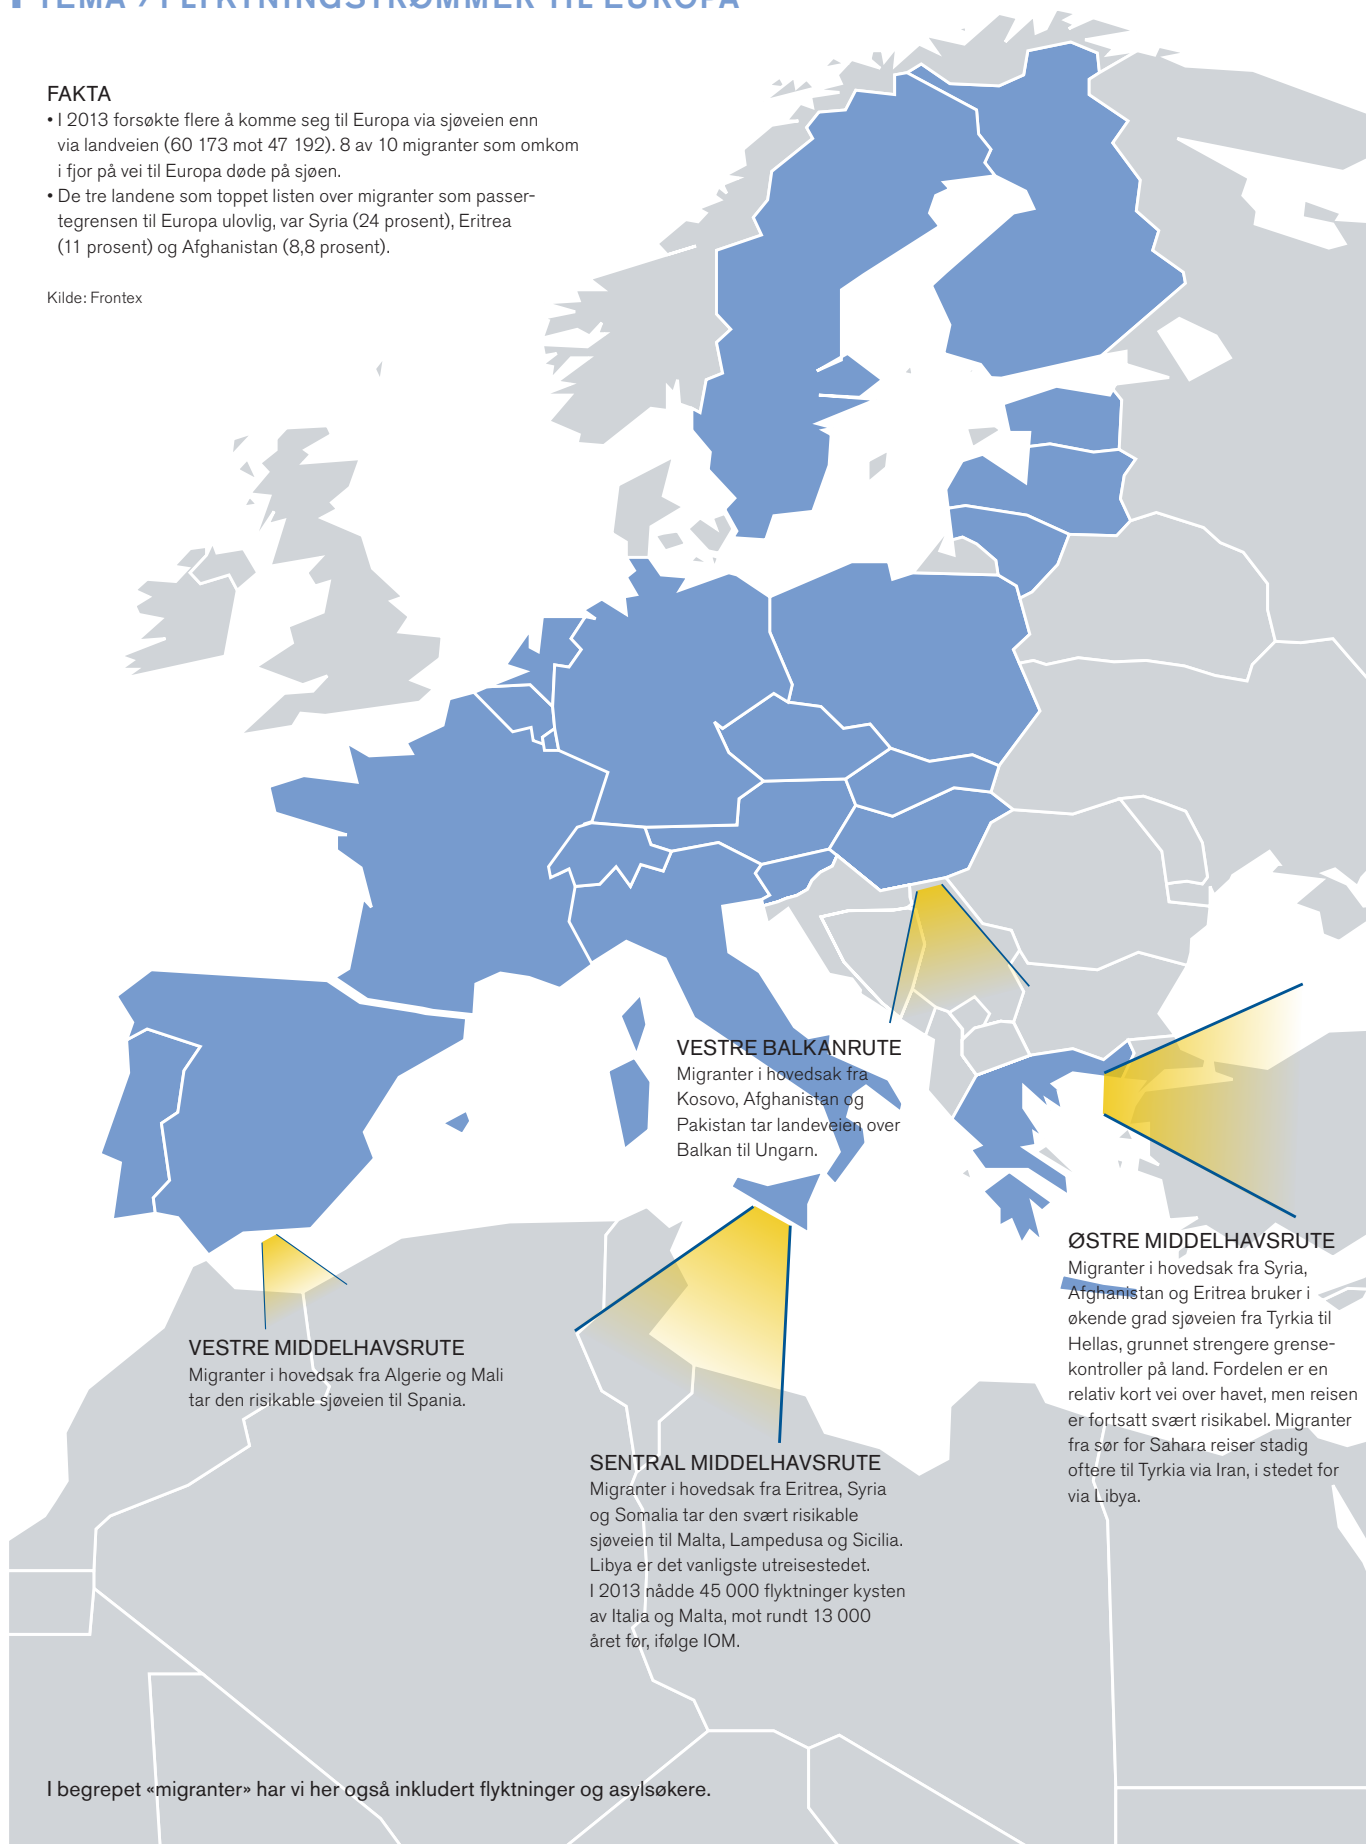 TEMA › FLYKTNINGSTRØMMER TIL EUROPA
FAKTA
• I 2013 forsøkte flere å komme seg til Europa via sjøveien enn
via landveien (60 173 mot 47 192). 8 av 10 migranter som omkom
i fjor på vei til Europa døde på sjøen.
• De tre landene som toppet listen over migranter som passer-
tegrensen til Europa ulovlig, var Syria (24 prosent), Eritrea
(11 prosent) og Afghanistan (8,8 prosent).
Kilde: Frontex
VESTRE BALKANRUTE
Migranter i hovedsak fra
Kosovo, Afghanistan og
Pakistan tar landeveien over
Balkan til Ungarn.
ØSTRE MIDDELHAVSRUTE
Migranter i hovedsak fra Syria,
Afghanistan og Eritrea bruker i
økende grad sjøveien fra Tyrkia til
Hellas, grunnet strengere grense-
kontroller på land. Fordelen er en
relativ kort vei over havet, men reisen
er fortsatt svært risikabel. Migranter
fra sør for Sahara reiser stadig
oftere til Tyrkia via Iran, i stedet for
via Libya.
VESTRE MIDDELHAVSRUTE
Migranter i hovedsak fra Algerie og Mali
tar den risikable sjøveien til Spania.
SENTRAL MIDDELHAVSRUTE
Migranter i hovedsak fra Eritrea, Syria
og Somalia tar den svært risikable
sjøveien til Malta, Lampedusa og Sicilia.
Libya er det vanligste utreisestedet.
I 2013 nådde 45 000 flyktninger kysten
av Italia og Malta, mot rundt 13 000
året før, ifølge IOM.
I begrepet «migranter» har vi her også inkludert flyktninger og asylsøkere.